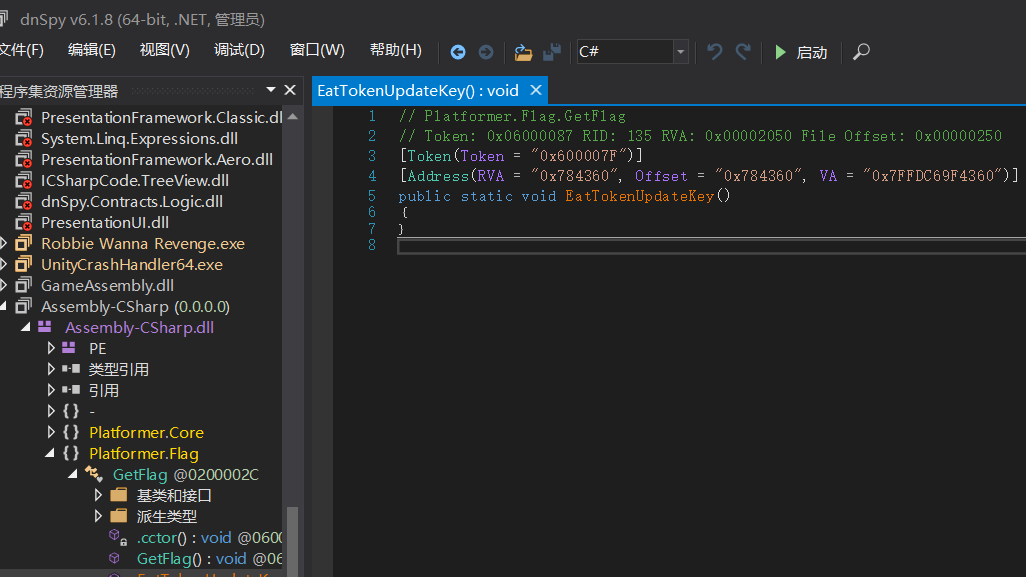 dnSpy v6.1.8 (64-bit, .NET, 管理员)
文件(F) 编辑(E) 视图(V) 调试(D) 窗口(W) 帮助(H) C# 启动
程序集资源管理器
EatTokenUpdateKey() : void
PresentationFramework.Classic.dl
System.Linq.Expressions.dll
PresentationFramework.Aero.dll
ICSharpCode.TreeView.dll
dnSpy.Contracts.Logic.dll
PresentationUI.dll
Robbie Wanna Revenge.exe
UnityCrashHandler64.exe
GameAssembly.dll
Assembly-CSharp (0.0.0.0)
Assembly-CSharp.dll
PE
类型引用
引用
{ } -
{ } Platformer.Core
{ } Platformer.Flag
GetFlag @0200002C
基类和接口
派生类型
.cctor() : void @060
GetFlag() : void @06
1 // Platformer.Flag.GetFlag
2 // Token: 0x06000087 RID: 135 RVA: 0x00002050 File Offset: 0x00000250
3 [Token(Token = "0x600007F")]
4 [Address(RVA = "0x784360", Offset = "0x784360", VA = "0x7FFDC69F4360")]
5 public static void EatTokenUpdateKey()
6 {
7 }
8